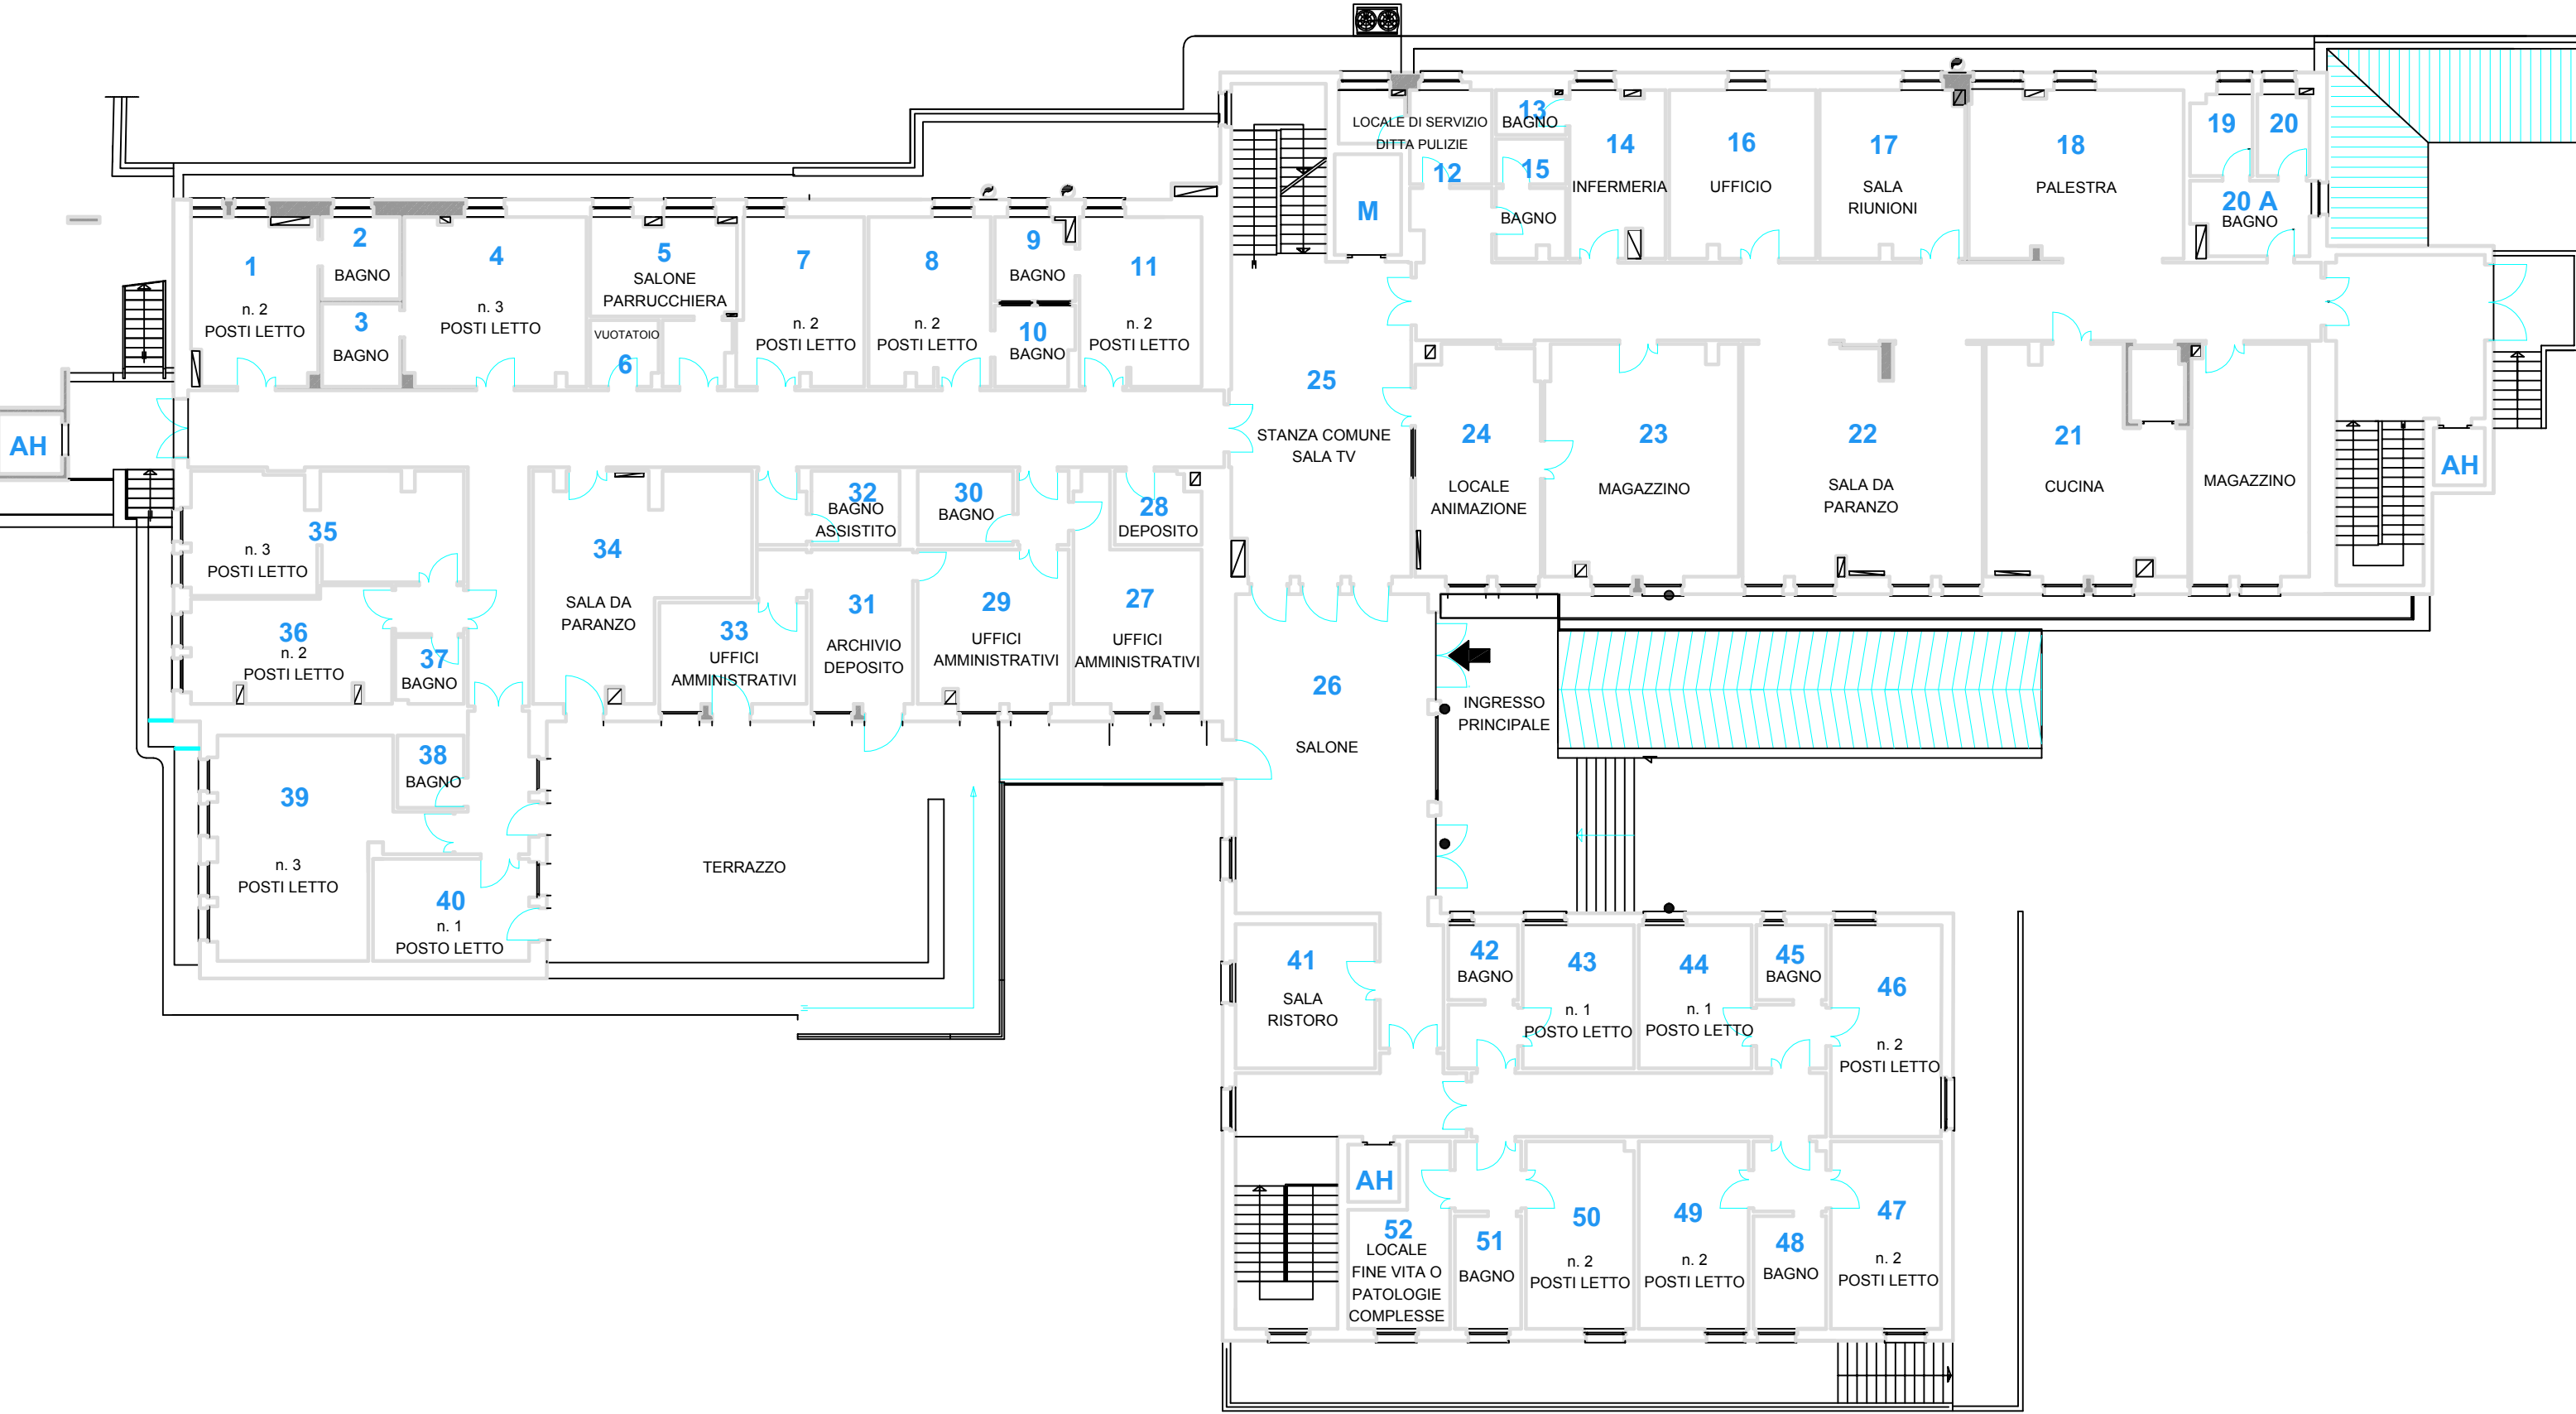 1
n. 2
POSTI LETTO
2
BAGNO
3
BAGNO
4
n. 3
POSTI LETTO
5
SALONE
PARRUCCHIERA
VUOTATOIO
6
7
n. 2
POSTI LETTO
8
n. 2
POSTI LETTO
9
BAGNO
10
BAGNO
11
n. 2
POSTI LETTO
LOCALE DI SERVIZIO
DITTA PULIZIE
12
M
13
BAGNO
15
BAGNO
14
INFERMERIA
16
UFFICIO
17
SALA
RIUNIONI
18
PALESTRA
19
20
20 A
BAGNO
AH
25
STANZA COMUNE
SALA TV
24
LOCALE
ANIMAZIONE
23
MAGAZZINO
22
SALA DA
PARANZO
21
CUCINA
MAGAZZINO
AH
35
n. 3
POSTI LETTO
36
n. 2
POSTI LETTO
37
BAGNO
34
SALA DA
PARANZO
32
BAGNO
ASSISTITO
30
BAGNO
28
DEPOSITO
33
UFFICI
AMMINISTRATIVI
31
ARCHIVIO
DEPOSITO
29
UFFICI
AMMINISTRATIVI
27
UFFICI
AMMINISTRATIVI
26
SALONE
INGRESSO
PRINCIPALE
38
BAGNO
39
n. 3
POSTI LETTO
40
n. 1
POSTO LETTO
TERRAZZO
41
SALA
RISTORO
42
BAGNO
43
n. 1
POSTO LETTO
44
n. 1
POSTO LETTO
45
BAGNO
46
n. 2
POSTI LETTO
AH
52
LOCALE
FINE VITA O
PATOLOGIE
COMPLESSE
51
BAGNO
50
n. 2
POSTI LETTO
49
n. 2
POSTI LETTO
48
BAGNO
47
n. 2
POSTI LETTO